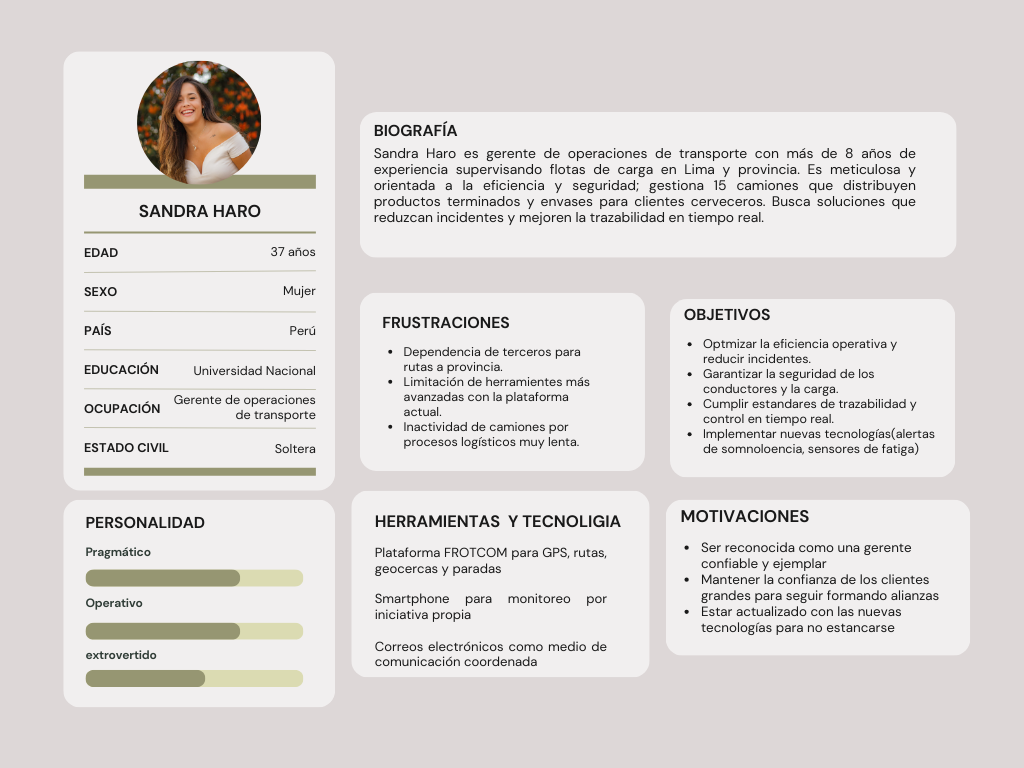 SANDRA HARO
EDAD 37 años
SEXO Mujer
PAÍS Perú
EDUCACIÓN Universidad Nacional
OCUPACIÓN Gerente de operaciones
de transporte
ESTADO CIVIL Soltera
PERSONALIDAD
Pragmático
Operativo
extrovertido
BIOGRAFÍA
Sandra Haro es gerente de operaciones de transporte con más de 8 años de
experiencia supervisando flotas de carga en Lima y provincia. Es meticulosa y
orientada a la eficiencia y seguridad; gestiona 15 camiones que distribuyen
productos terminados y envases para clientes cerveceros. Busca soluciones que
reduzcan incidentes y mejoren la trazabilidad en tiempo real.
FRUSTRACIONES
• Dependencia de terceros para
rutas a provincia.
• Limitación de herramientes más
avanzadas con la plataforma
actual.
• Inactividad de camiones por
procesos logísticos muy lenta.
OBJETIVOS
• Optmizar la eficiencia operativa y
reducir incidentes.
• Garantizar la seguridad de los
conductores y la carga.
• Cumplir estandares de trazabilidad y
control en tiempo real.
• Implementar nuevas tecnologías(alertas
de somnoloencia, sensores de fatiga)
HERRAMIENTAS Y TECNOLIGIA
Plataforma FROTCOM para GPS, rutas,
geocercas y paradas
Smartphone para monitoreo por
iniciativa propia
Correos electrónicos como medio de
comunicación coordenada
MOTIVACIONES
• Ser reconocida como una gerente
confiable y ejemplar
• Mantener la confianza de los clientes
grandes para seguir formando alianzas
• Estar actualizado con las nuevas
tecnologías para no estancarse